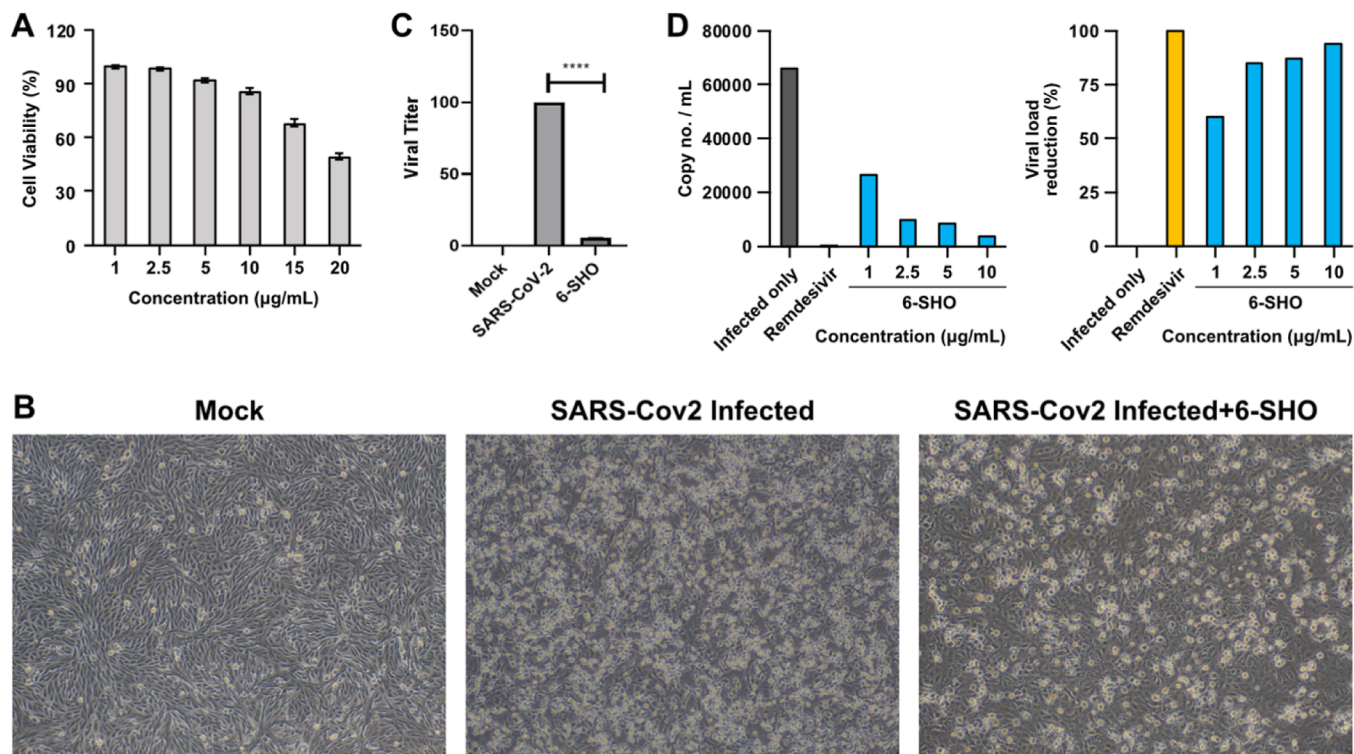 A
120
90
60
30
0
Cell Viability (%)
1 2.5 5 10 15 20
Concentration (µg/mL)
C
150
100
50
0
Viral Titer
****
Mock
SARS-CoV-2
6-SHO
D
80000
60000
40000
20000
0
Copy no. / mL
Infected only
Remdesivir
1 2.5 5 10
6-SHO
Concentration (µg/mL)
100
75
50
25
0
Viral load
reduction (%)
Infected only
Remdesivir
1 2.5 5 10
6-SHO
Concentration (µg/mL)
B
Mock
SARS-Cov2 Infected
SARS-Cov2 Infected+6-SHO